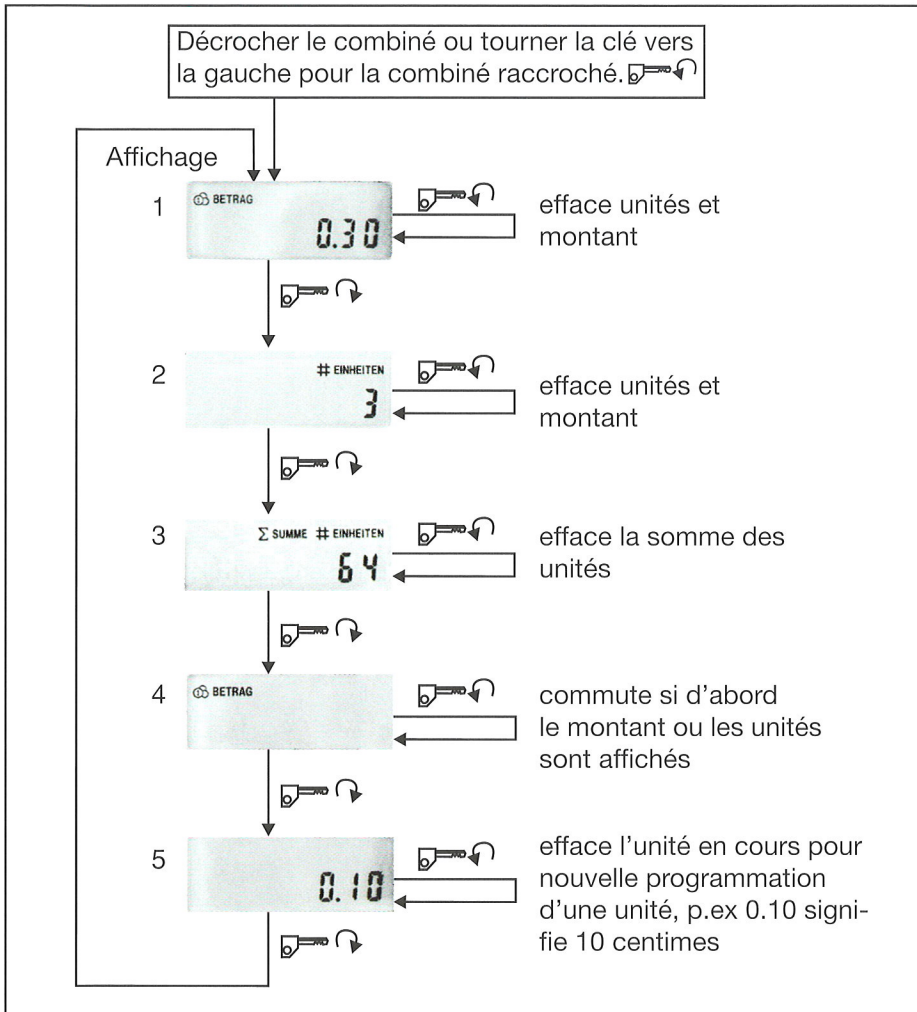 Décrocher le combiné ou tourner la clé vers
la gauche pour la combiné raccroché.
Affichage
1
BETRAG
0.30
efface unités et
montant
2
# EINHEITEN
3
efface unités et
montant
3
Σ SUMME # EINHEITEN
64
efface la somme des
unités
4
BETRAG
commute si d'abord
le montant ou les unités
sont affichés
5
0.10
efface l'unité en cours pour
nouvelle programmation
d'une unité, p.ex 0.10 signi-
fie 10 centimes